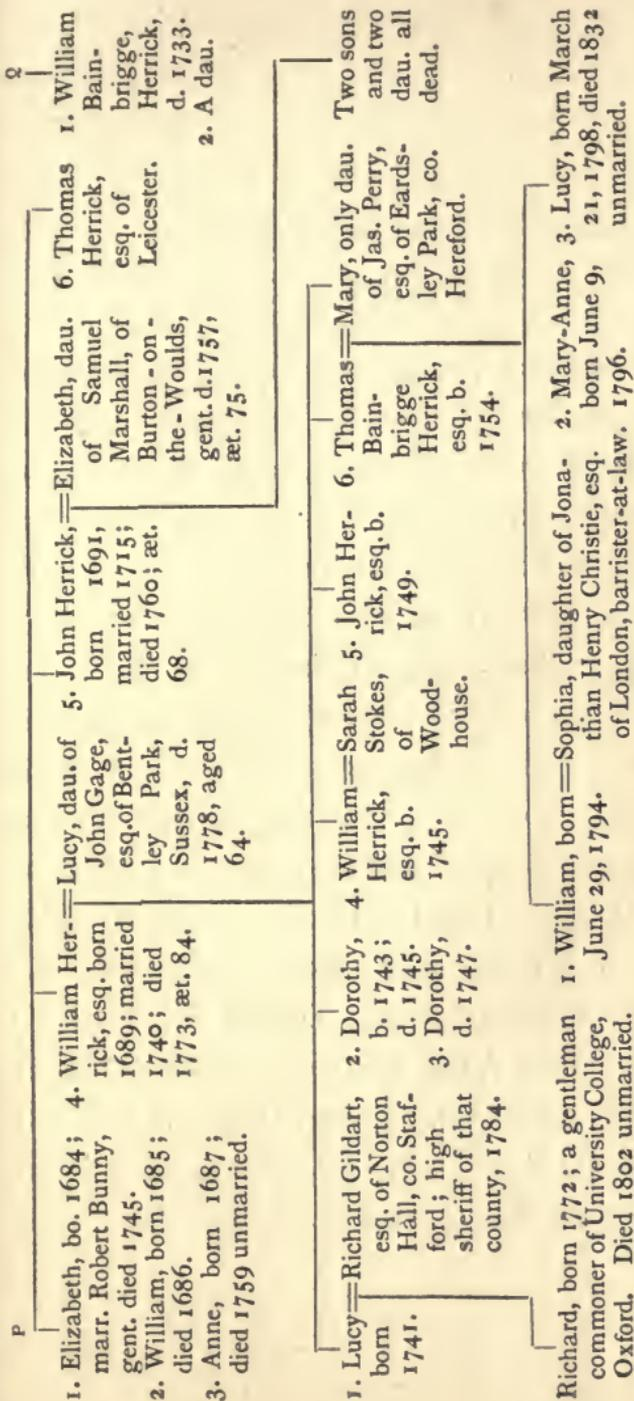 P
1. Elizabeth, bo. 1684;
marr. Robert Bunny,
gent. died 1745.
2. William, born 1685;
died 1686.
3. Anne, born 1687;
died 1759 unmarried.
4. William Her-
rick, esq. born
1689; married
1740; died
1773, æt. 84.
=Lucy, dau. of
John Gage,
esq. of Bent-
ley Park,
Sussex, d.
1778, aged
64.
5. John Herrick,
born 1691,
married 1715;
died 1760; æt.
68.
=Elizabeth, dau.
of Samuel
Marshall, of
Burton-on-
the-Woulds,
gent. d. 1757,
æt. 75.
6. Thomas
Herrick,
esq. of
Leicester.
Q
1. William
Bain-
brigge,
Herrick,
d. 1733.
2. A dau.
1. Lucy
born
1741.
=Richard Gildart,
esq. of Norton
Hall, co. Staf-
ford; high
sheriff of that
county, 1784.
2. Dorothy,
b. 1743;
d. 1745.
3. Dorothy,
d. 1747.
4. William
Herrick,
esq. b.
1745.
=Sarah
Stokes,
of
Wood-
house.
5. John Her-
rick, esq. b.
1749.
6. Thomas
Bain-
brigge
Herrick,
esq. b.
1754.
=Mary, only dau.
of Jas. Perry,
esq. of Eards-
ley Park, co.
Hereford.
Two sons
and two
dau. all
dead.
Richard, born 1772; a gentleman
commoner of University College,
Oxford. Died 1802 unmarried.
1. William, born
June 29, 1794.
=Sophia, daughter of Jona-
than Henry Christie, esq.
of London, barrister-at-law.
2. Mary-Anne,
born June 9,
1796.
3. Lucy, born March
21, 1798, died 1832
unmarried.